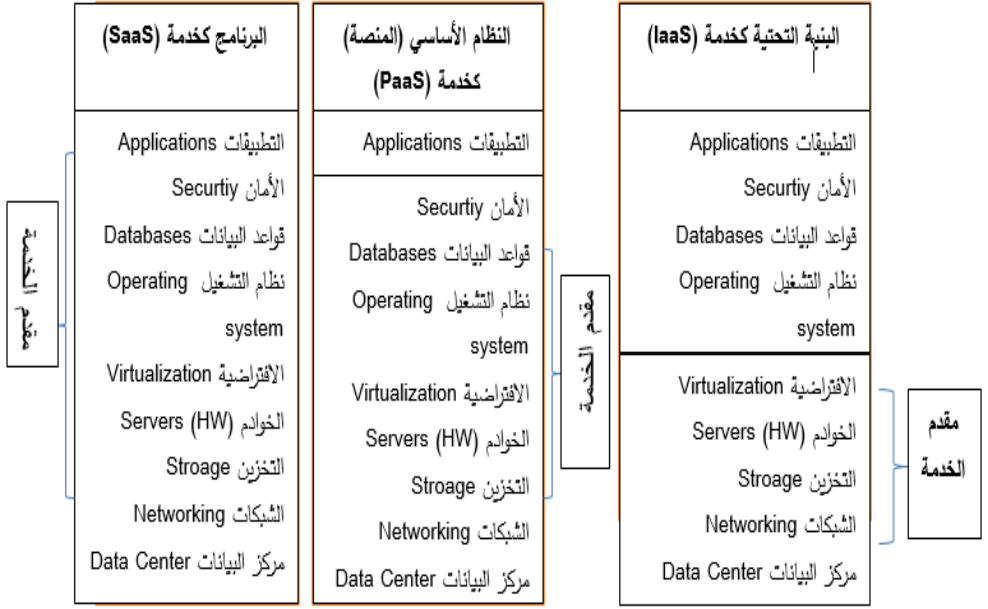 البنية التحتية كخدمة (IaaS)
التطبيقات Applications
الأمان Securtiy
قواعد البيانات Databases
نظام التشغيل Operating
system
الافتراضية Virtualization
الخوادم Servers (HW)
التخزين Stroage
الشبكات Networking
مركز البيانات Data Center
مقدم
الخدمة
النظام الأساسي (المنصة)
كخدمة (PaaS)
التطبيقات Applications
الأمان Securtiy
قواعد البيانات Databases
نظام التشغيل Operating
system
الافتراضية Virtualization
الخوادم Servers (HW)
التخزين Stroage
الشبكات Networking
مركز البيانات Data Center
مقدم الخدمة
البرنامج كخدمة (SaaS)
التطبيقات Applications
الأمان Securtiy
قواعد البيانات Databases
نظام التشغيل Operating
system
الافتراضية Virtualization
الخوادم Servers (HW)
التخزين Stroage
الشبكات Networking
مركز البيانات Data Center
مقدم الخدمة